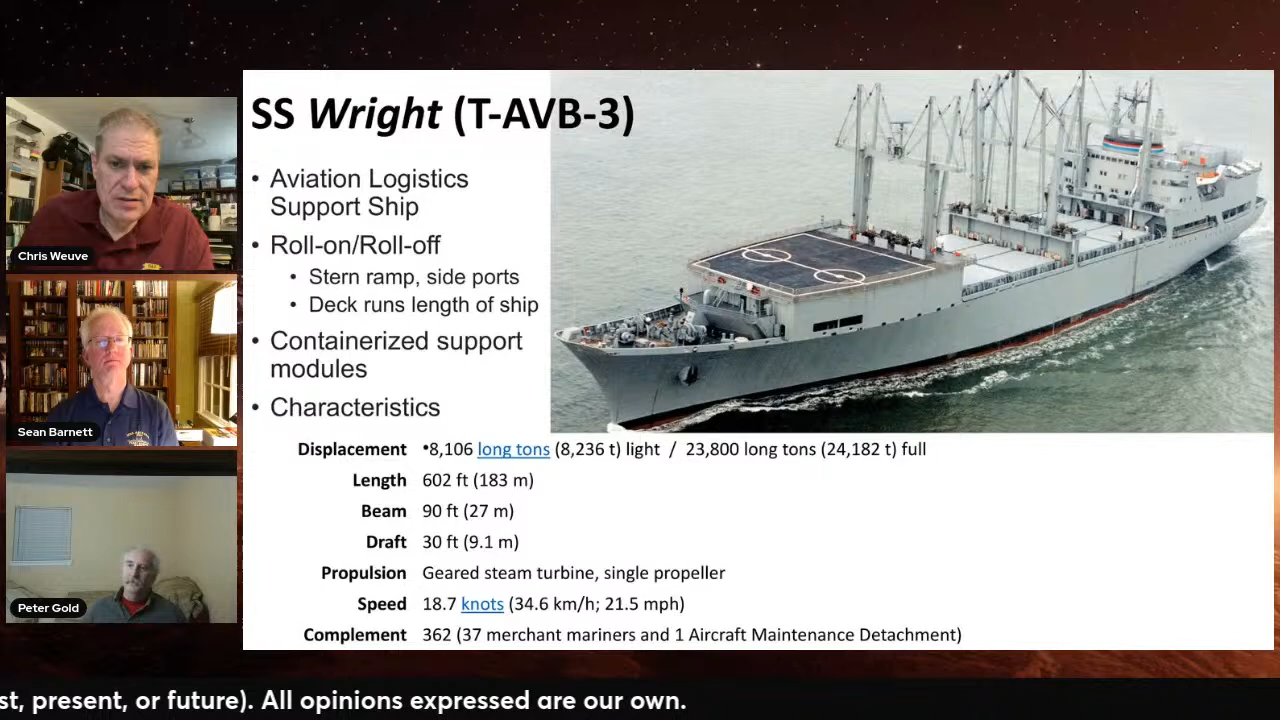 SS Wright (T-AVB-3)
• Aviation Logistics
Support Ship
• Roll-on/Roll-off
• Stern ramp, side ports
• Deck runs length of ship
• Containerized support
modules
• Characteristics
Displacement •8,106 long tons (8,236 t) light / 23,800 long tons (24,182 t) full
Length 602 ft (183 m)
Beam 90 ft (27 m)
Draft 30 ft (9.1 m)
Propulsion Geared steam turbine, single propeller
Speed 18.7 knots (34.6 km/h; 21.5 mph)
Complement 362 (37 merchant mariners and 1 Aircraft Maintenance Detachment)
Chris Weuve
Sean Barnett
Peter Gold
st, present, or future). All opinions expressed are our own.